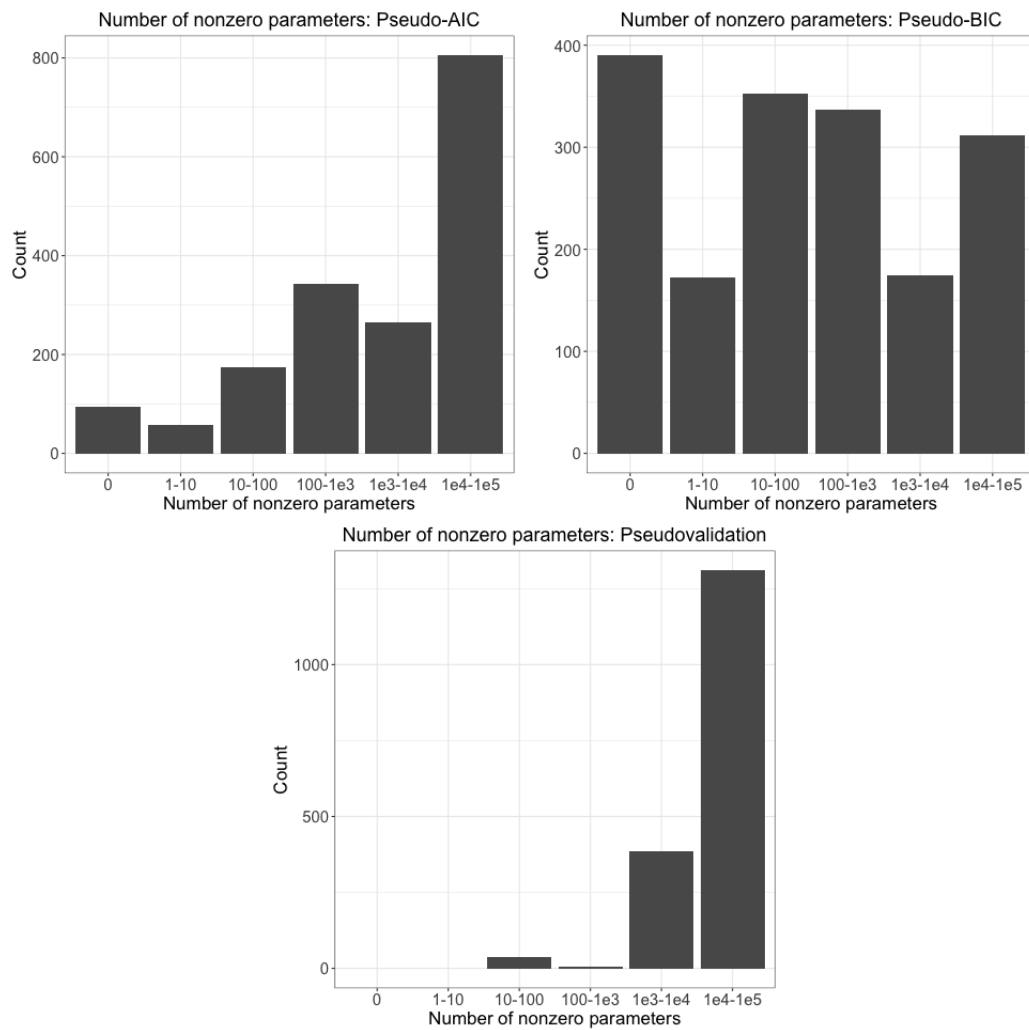 Number of nonzero parameters: Pseudo-AIC
800
600
400
200
0
Count
0 1-10 10-100 100-1e3 1e3-1e4 1e4-1e5
Number of nonzero parameters
Number of nonzero parameters: Pseudo-BIC
400
300
200
100
0
Count
0 1-10 10-100 100-1e3 1e3-1e4 1e4-1e5
Number of nonzero parameters
Number of nonzero parameters: Pseudovalidation
1000
500
0
Count
0 1-10 10-100 100-1e3 1e3-1e4 1e4-1e5
Number of nonzero parameters